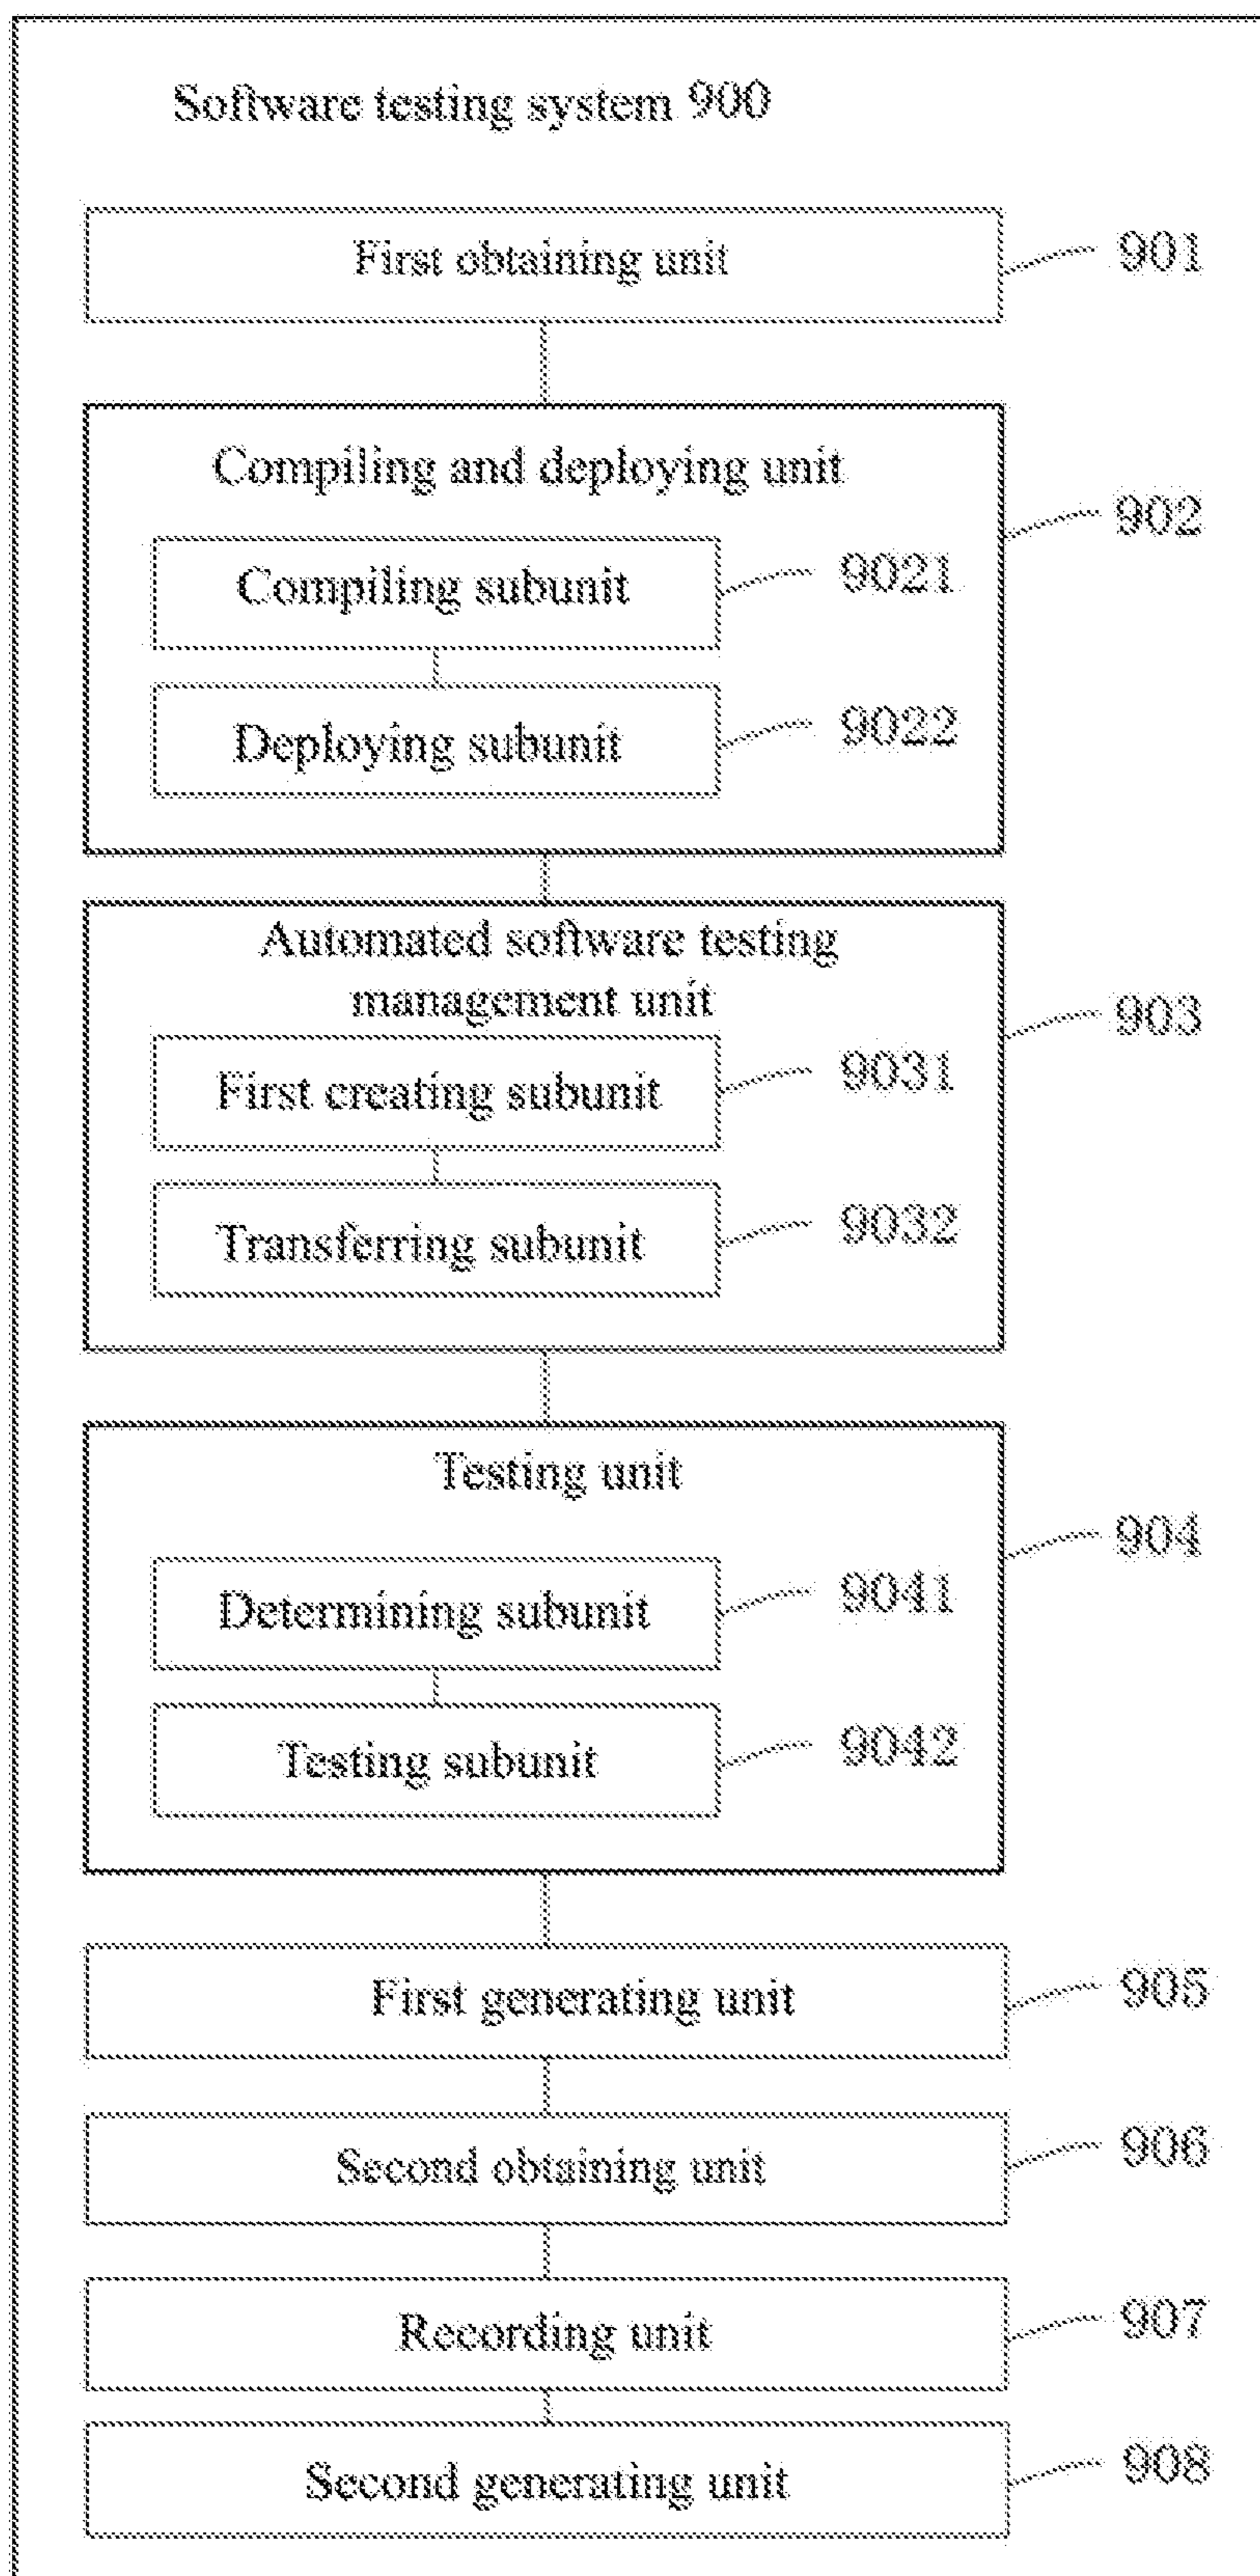 Software testing system 900
First obtaining unit
901
Compiling and deploying unit
902
Compiling subunit
9021
Deploying subunit
9022
Automated software testing
management unit
903
First creating subunit
9031
Transferring subunit
9032
Testing unit
904
Determining subunit
9041
Testing subunit
9042
First generating unit
905
Second obtaining unit
906
Recording unit
907
Second generating unit
908